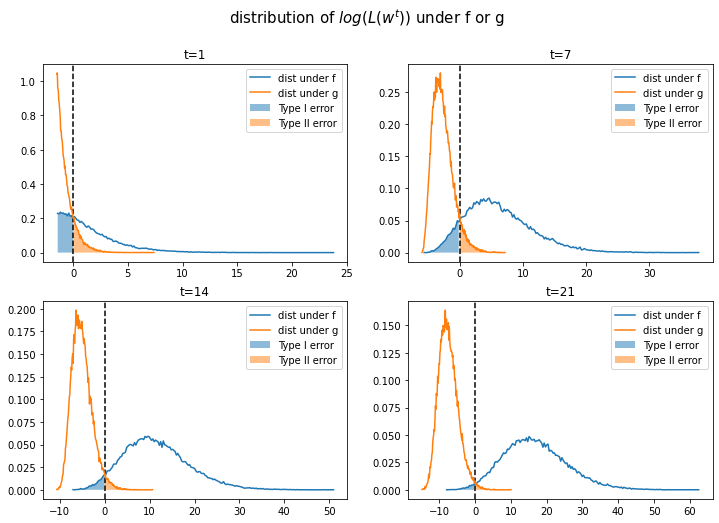 distribution of log(L(w^t)) under f or g
t=1
1.0
0.8
0.6
0.4
0.2
0.0
0
5
10
15
20
25
dist under f
dist under g
Type I error
Type II error
t=7
0.25
0.20
0.15
0.10
0.05
0.00
0
10
20
30
dist under f
dist under g
Type I error
Type II error
t=14
0.200
0.175
0.150
0.125
0.100
0.075
0.050
0.025
0.000
−10
0
10
20
30
40
50
dist under f
dist under g
Type I error
Type II error
t=21
0.150
0.125
0.100
0.075
0.050
0.025
0.000
−10
0
10
20
30
40
50
60
dist under f
dist under g
Type I error
Type II error